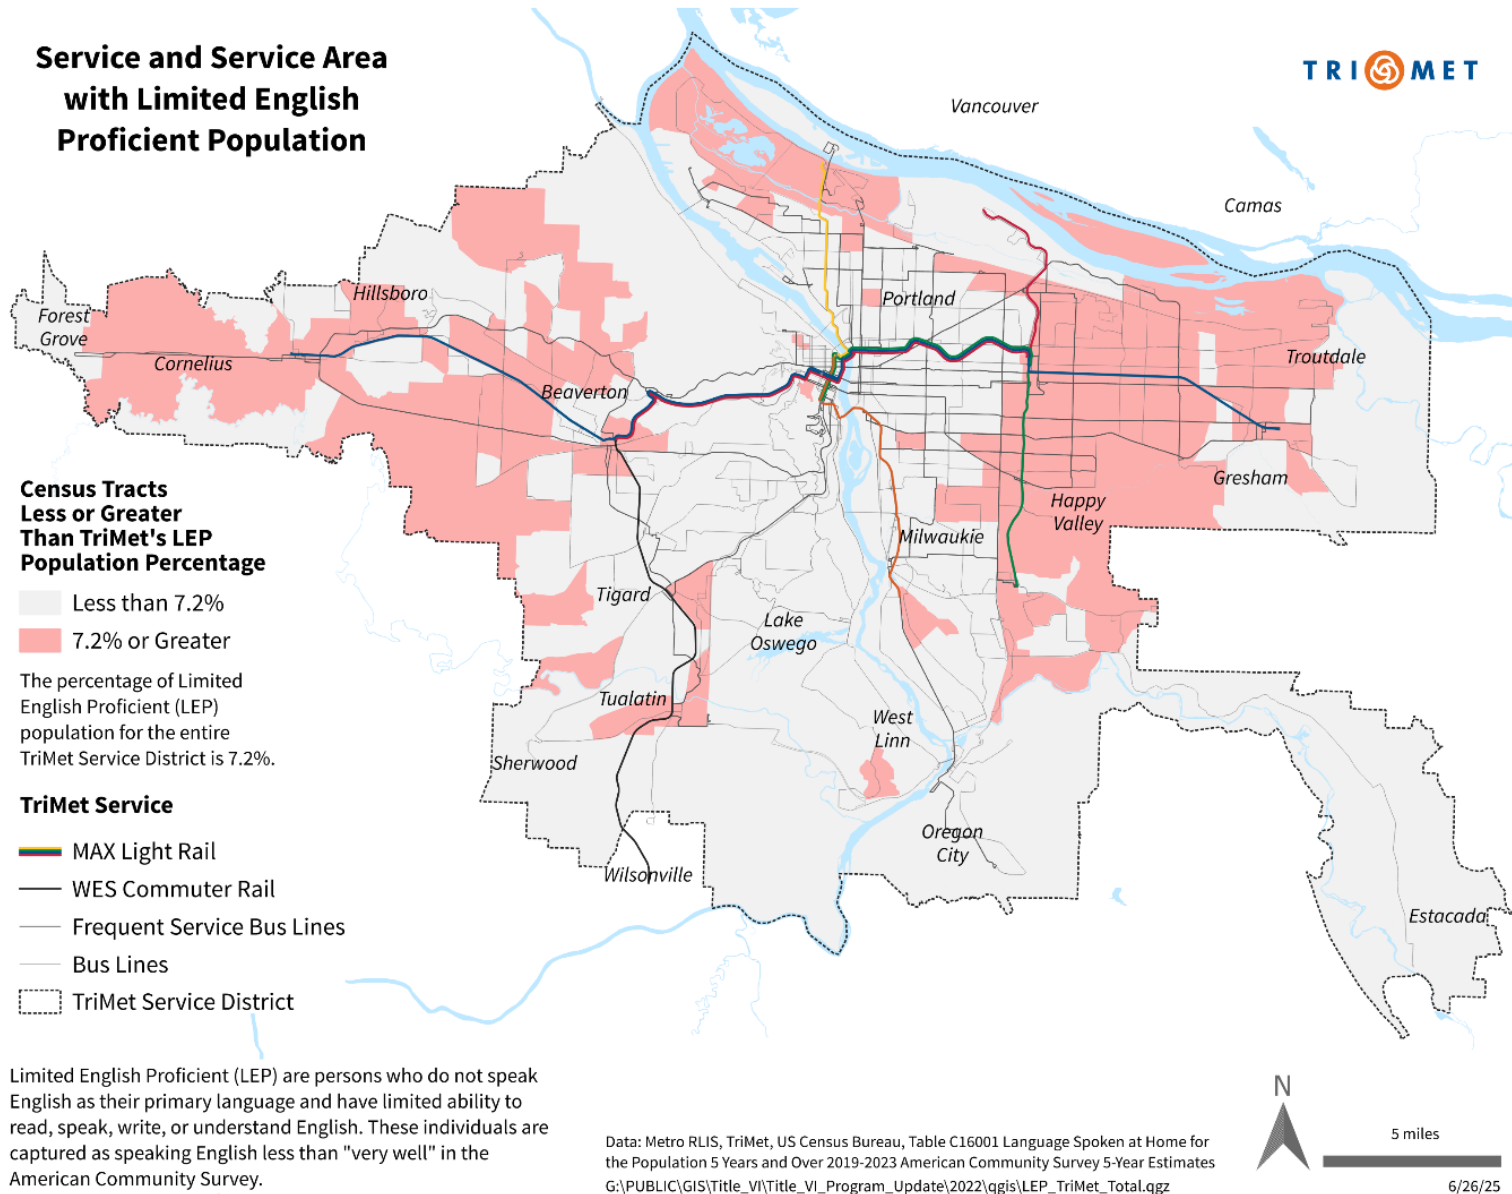 Service and Service Area
with Limited English
Proficient Population
TRIMET
Vancouver
Camas
Hillsboro
Forest
Grove
Cornelius
Portland
Troutdale
Beaverton
Gresham
Happy
Valley
Milwaukie
Tigard
Lake
Oswego
Tualatin
West
Linn
Sherwood
Oregon
City
Wilsonville
Estacada
Census Tracts
Less or Greater
Than TriMet's LEP
Population Percentage
Less than 7.2%
7.2% or Greater
The percentage of Limited
English Proficient (LEP)
population for the entire
TriMet Service District is 7.2%.
TriMet Service
MAX Light Rail
WES Commuter Rail
Frequent Service Bus Lines
Bus Lines
TriMet Service District
Limited English Proficient (LEP) are persons who do not speak
English as their primary language and have limited ability to
read, speak, write, or understand English. These individuals are
captured as speaking English less than "very well" in the
American Community Survey.
Data: Metro RLIS, TriMet, US Census Bureau, Table C16001 Language Spoken at Home for
the Population 5 Years and Over 2019-2023 American Community Survey 5-Year Estimates
G:\PUBLIC\GIS\Title_VI\Title_VI_Program_Update\2022\qgis\LEP_TriMet_Total.qgz
N
5 miles
6/26/25